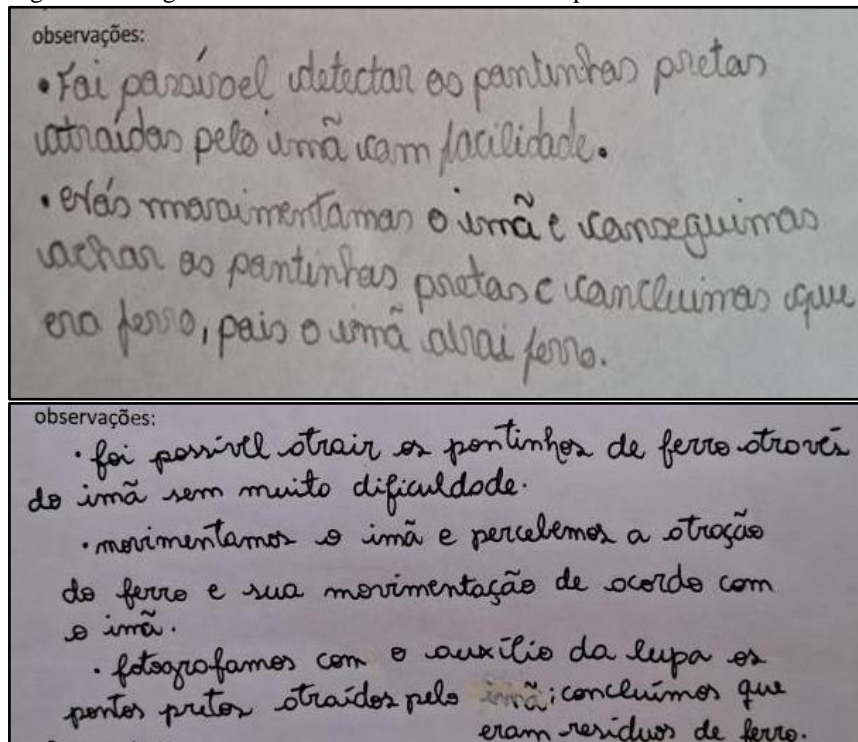 observações:
• Foi possível detectar os pontinhos pretos
atraídos pelo imã com facilidade.
• Nós movimentamos o imã e conseguimos
achar os pontinhos pretos e concluimos que
era ferro, pois o imã atrai ferro.
observações:
• foi possível atrair os pontinhos de ferro através
do imã sem muito dificuldade.
• movimentamos o imã e percebemos a atração
do ferro e sua movimentação de acordo com
o imã.
• fotografamos com o auxílio da lupa os
pontos pretos atraídos pelo imã; concluímos que
eram resíduos de ferro.